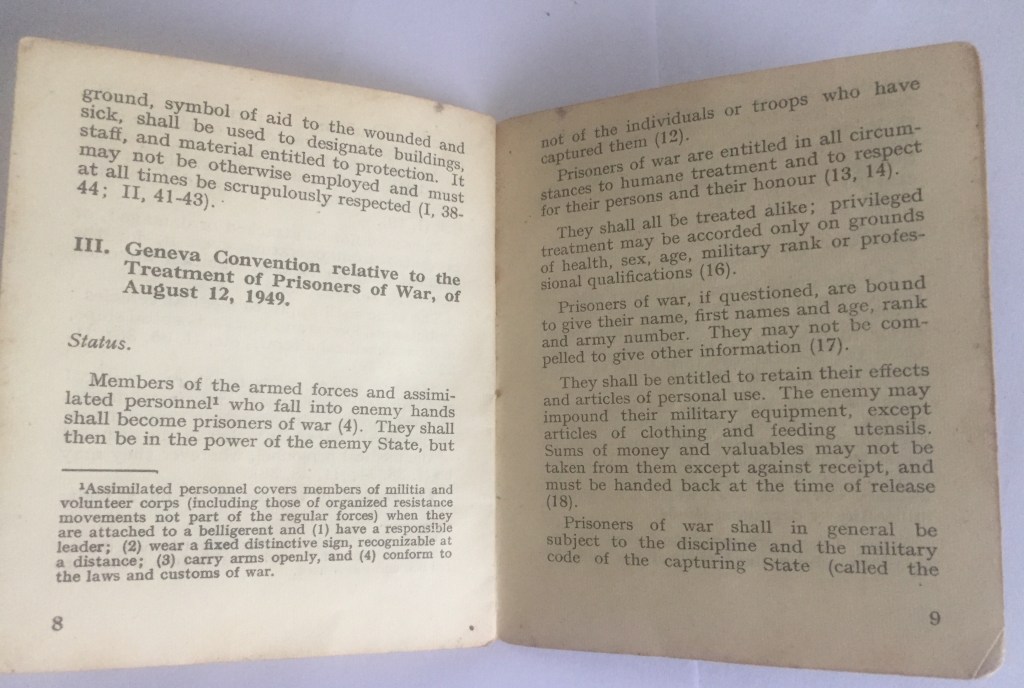 ground, symbol of aid to the wounded and
sick, shall be used to designate buildings,
staff, and material entitled to protection. It
may not be otherwise employed and must
at all times be scrupulously respected (I, 38-
44; II, 41-43).
III. Geneva Convention relative to the
Treatment of Prisoners of War, of
August 12, 1949.
Status.
Members of the armed forces and assimi-
lated personnel¹ who fall into enemy hands
shall become prisoners of war (4). They shall
then be in the power of the enemy State, but
¹Assimilated personnel covers members of militia and
volunteer corps (including those of organized resistance
movements not part of the regular forces) when they
are attached to a belligerent and (1) have a responsible
leader; (2) wear a fixed distinctive sign, recognizable at
a distance; (3) carry arms openly, and (4) conform to
the laws and customs of war.
8
not of the individuals or troops who have
captured them (12).
Prisoners of war are entitled in all circum-
stances to humane treatment and to respect
for their persons and their honour (13, 14).
They shall all be treated alike; privileged
treatment may be accorded only on grounds
of health, sex, age, military rank or profes-
sional qualifications (16).
Prisoners of war, if questioned, are bound
to give their name, first names and age, rank
and army number. They may not be com-
pelled to give other information (17).
They shall be entitled to retain their effects
and articles of personal use. The enemy may
impound their military equipment, except
articles of clothing and feeding utensils.
Sums of money and valuables may not be
taken from them except against receipt, and
must be handed back at the time of release
(18).
Prisoners of war shall in general be
subject to the discipline and the military
code of the capturing State (called the
9